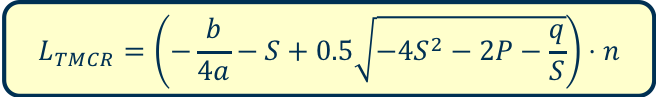 L_{TMCR} = \left( -\frac{b}{4a} - S + 0.5\sqrt{-4S^2 - 2P - \frac{q}{S}} \right) \cdot n